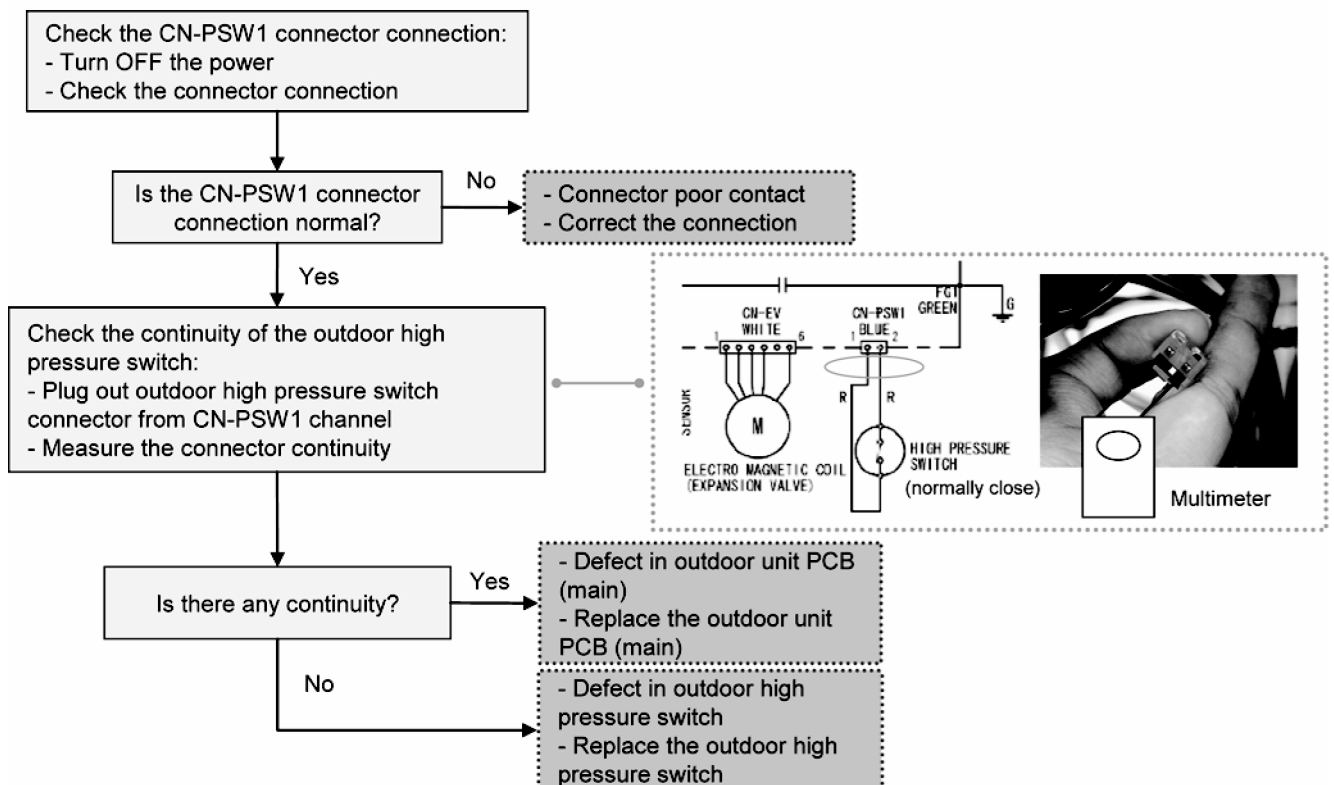 Check the CN-PSW1 connector connection:
- Turn OFF the power
- Check the connector connection
Is the CN-PSW1 connector
connection normal?
No
- Connector poor contact
- Correct the connection
Yes
Check the continuity of the outdoor high
pressure switch:
- Plug out outdoor high pressure switch
connector from CN-PSW1 channel
- Measure the connector continuity
FG1
GREEN
G
CN-EV
WHITE
1
6
CN-PSW1
BLUE
1
2
SENSOR
M
R
R
ELECTRO MAGNETIC COIL
(EXPANSION VALVE)
HIGH PRESSURE
SWITCH
(normally close)
Multimeter
Is there any continuity?
Yes
- Defect in outdoor unit PCB
(main)
- Replace the outdoor unit
PCB (main)
No
- Defect in outdoor high
pressure switch
- Replace the outdoor high
pressure switch